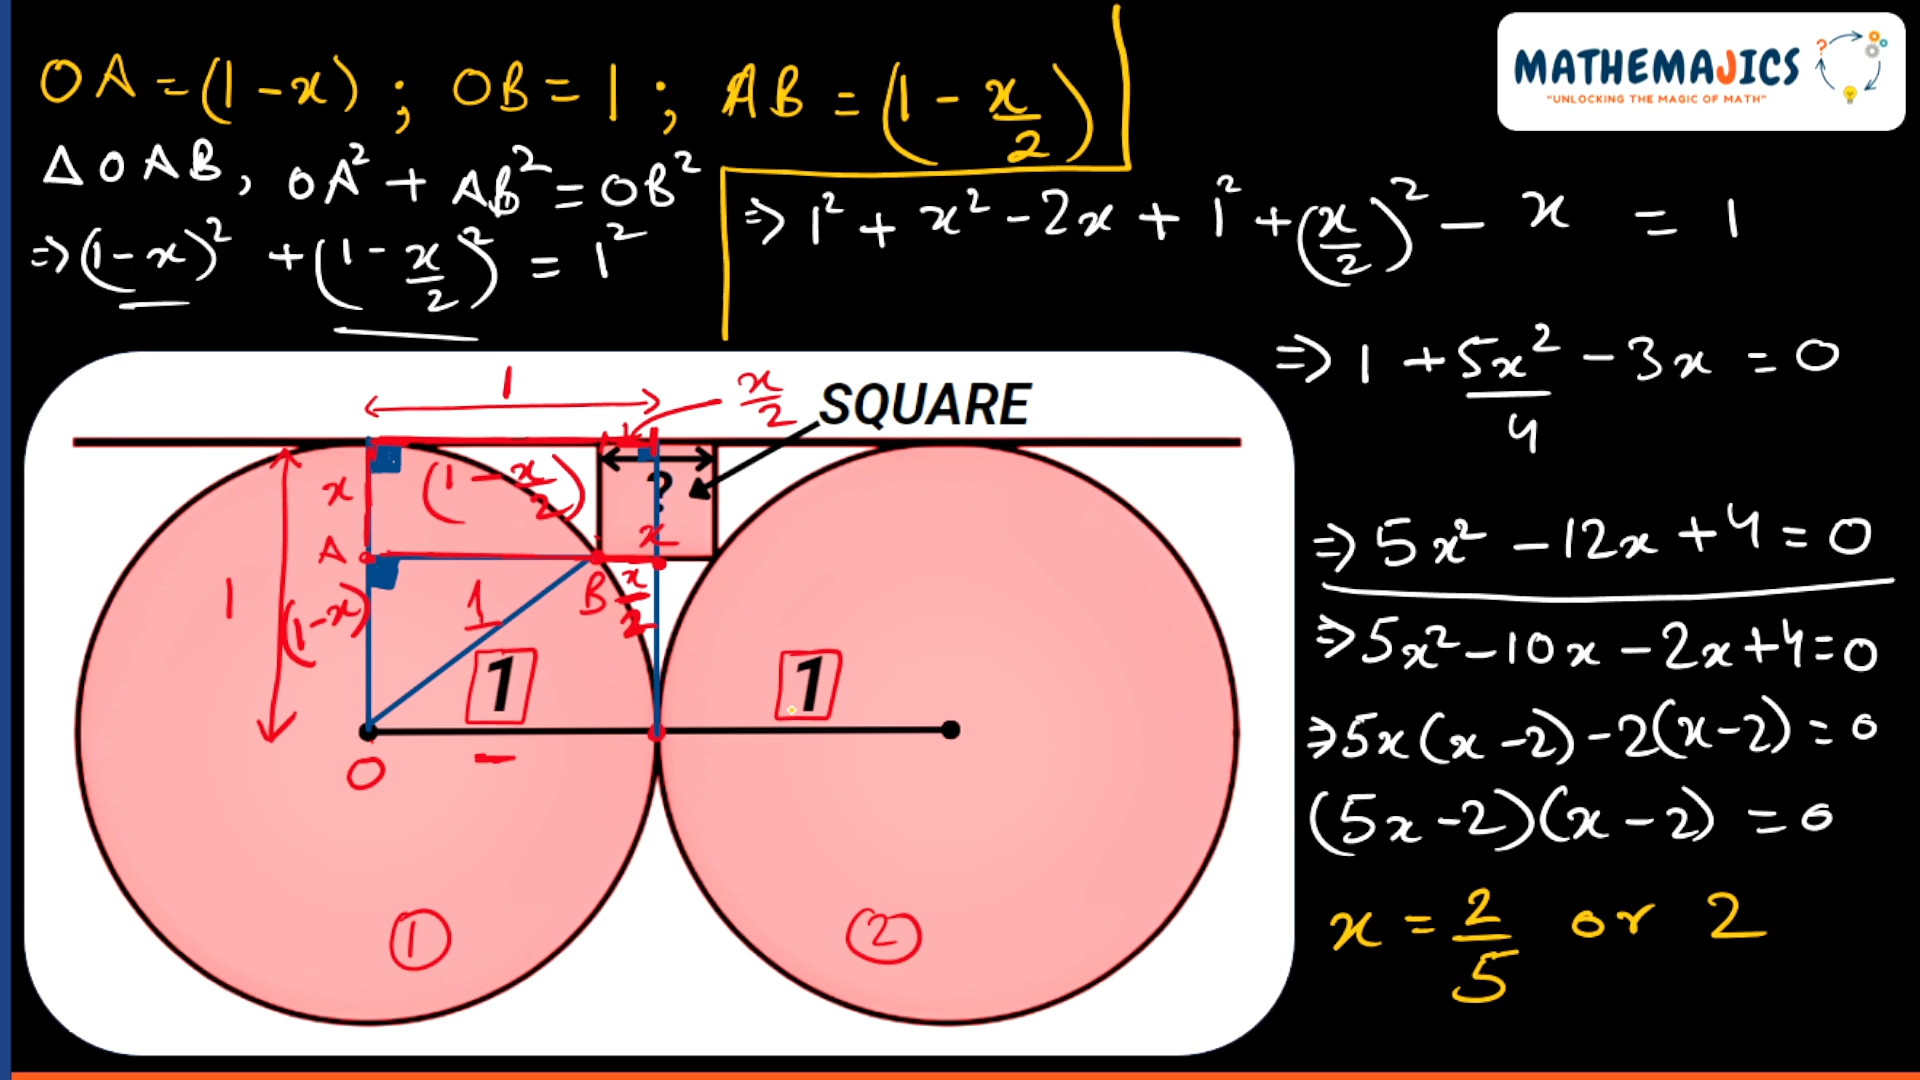 OA = (1 - x) ; OB = 1 ; AB = (1 - x/2)
MATHEMAJICS
"UNLOCKING THE MAGIC OF MATH"
Δ OAB, OA² + AB² = OB²
⇒ (1 - x)² + (1 - x/2)² = 1²
⇒ 1² + x² - 2x + 1² + (x/2)² - x = 1
⇒ 1 + 5x²/4 - 3x = 0
⇒ 5x² - 12x + 4 = 0
⇒ 5x² - 10x - 2x + 4 = 0
⇒ 5x(x - 2) - 2(x - 2) = 0
(5x - 2)(x - 2) = 0
x = 2/5 or 2
1
x/2
SQUARE
x
(1 - x/2)
?
x
A
B
x/2
1
(1-x)
1
1
1
O
1
2